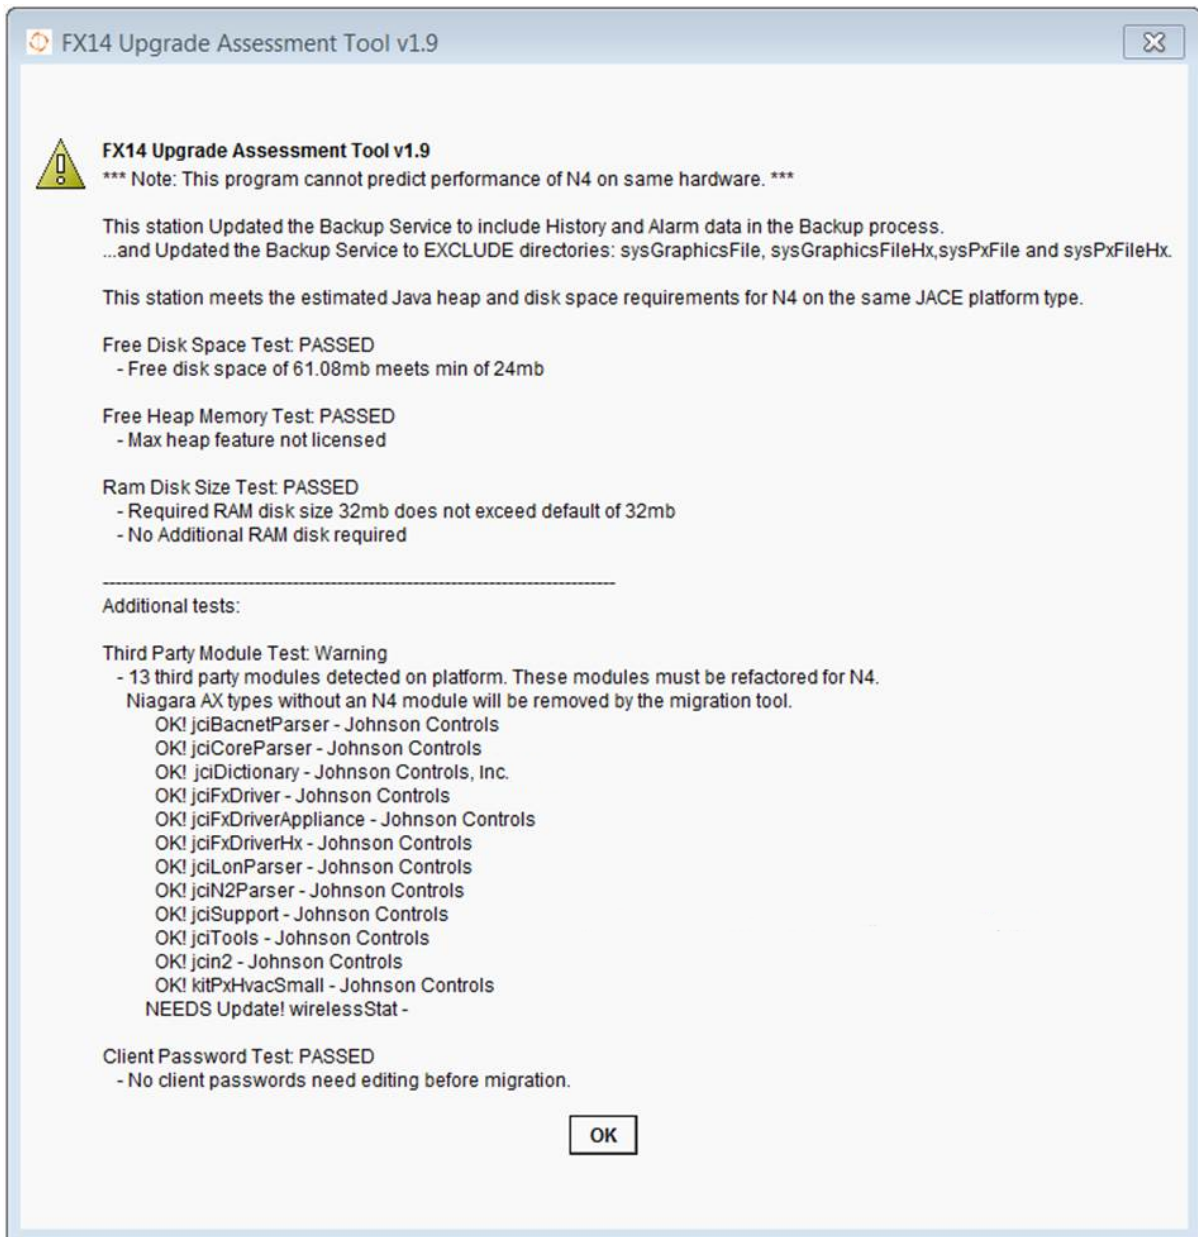 FX14 Upgrade Assessment Tool v1.9
FX14 Upgrade Assessment Tool v1.9
*** Note: This program cannot predict performance of N4 on same hardware. ***
This station Updated the Backup Service to include History and Alarm data in the Backup process.
...and Updated the Backup Service to EXCLUDE directories: sysGraphicsFile, sysGraphicsFileHx,sysPxFile and sysPxFileHx.
This station meets the estimated Java heap and disk space requirements for N4 on the same JACE platform type.
Free Disk Space Test: PASSED
- Free disk space of 61.08mb meets min of 24mb
Free Heap Memory Test: PASSED
- Max heap feature not licensed
Ram Disk Size Test: PASSED
- Required RAM disk size 32mb does not exceed default of 32mb
- No Additional RAM disk required
--------------------------------------------------------------------------------
Additional tests:
Third Party Module Test: Warning
- 13 third party modules detected on platform. These modules must be refactored for N4.
Niagara AX types without an N4 module will be removed by the migration tool.
OK! jciBacnetParser - Johnson Controls
OK! jciCoreParser - Johnson Controls
OK! jciDictionary - Johnson Controls, Inc.
OK! jciFxDriver - Johnson Controls
OK! jciFxDriverAppliance - Johnson Controls
OK! jciFxDriverHx - Johnson Controls
OK! jciLonParser - Johnson Controls
OK! jciN2Parser - Johnson Controls
OK! jciSupport - Johnson Controls
OK! jciTools - Johnson Controls
OK! jcin2 - Johnson Controls
OK! kitPxHvacSmall - Johnson Controls
NEEDS Update! wirelessStat -
Client Password Test: PASSED
- No client passwords need editing before migration.
OK